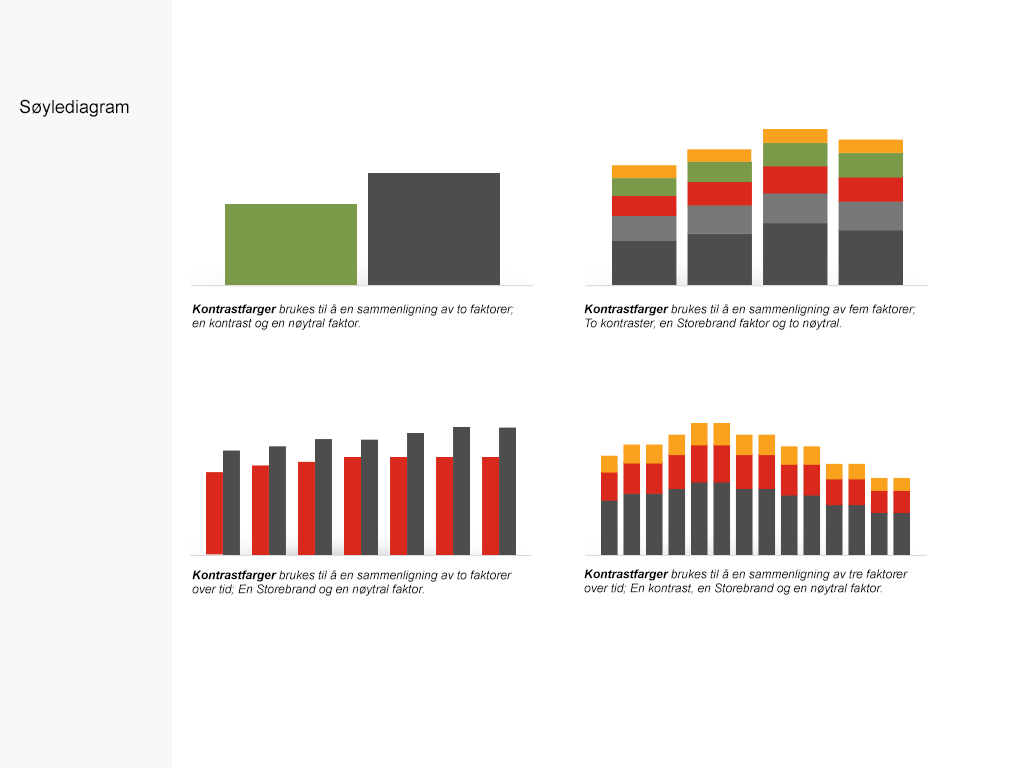 Søylediagram
Kontrastfarger brukes til å en sammenligning av to faktorer;
en kontrast og en nøytral faktor.
Kontrastfarger brukes til å en sammenligning av fem faktorer;
To kontraster, en Storebrand faktor og to nøytral.
Kontrastfarger brukes til å en sammenligning av to faktorer
over tid; En Storebrand og en nøytral faktor.
Kontrastfarger brukes til å en sammenligning av tre faktorer
over tid; En kontrast, en Storebrand og en nøytral faktor.